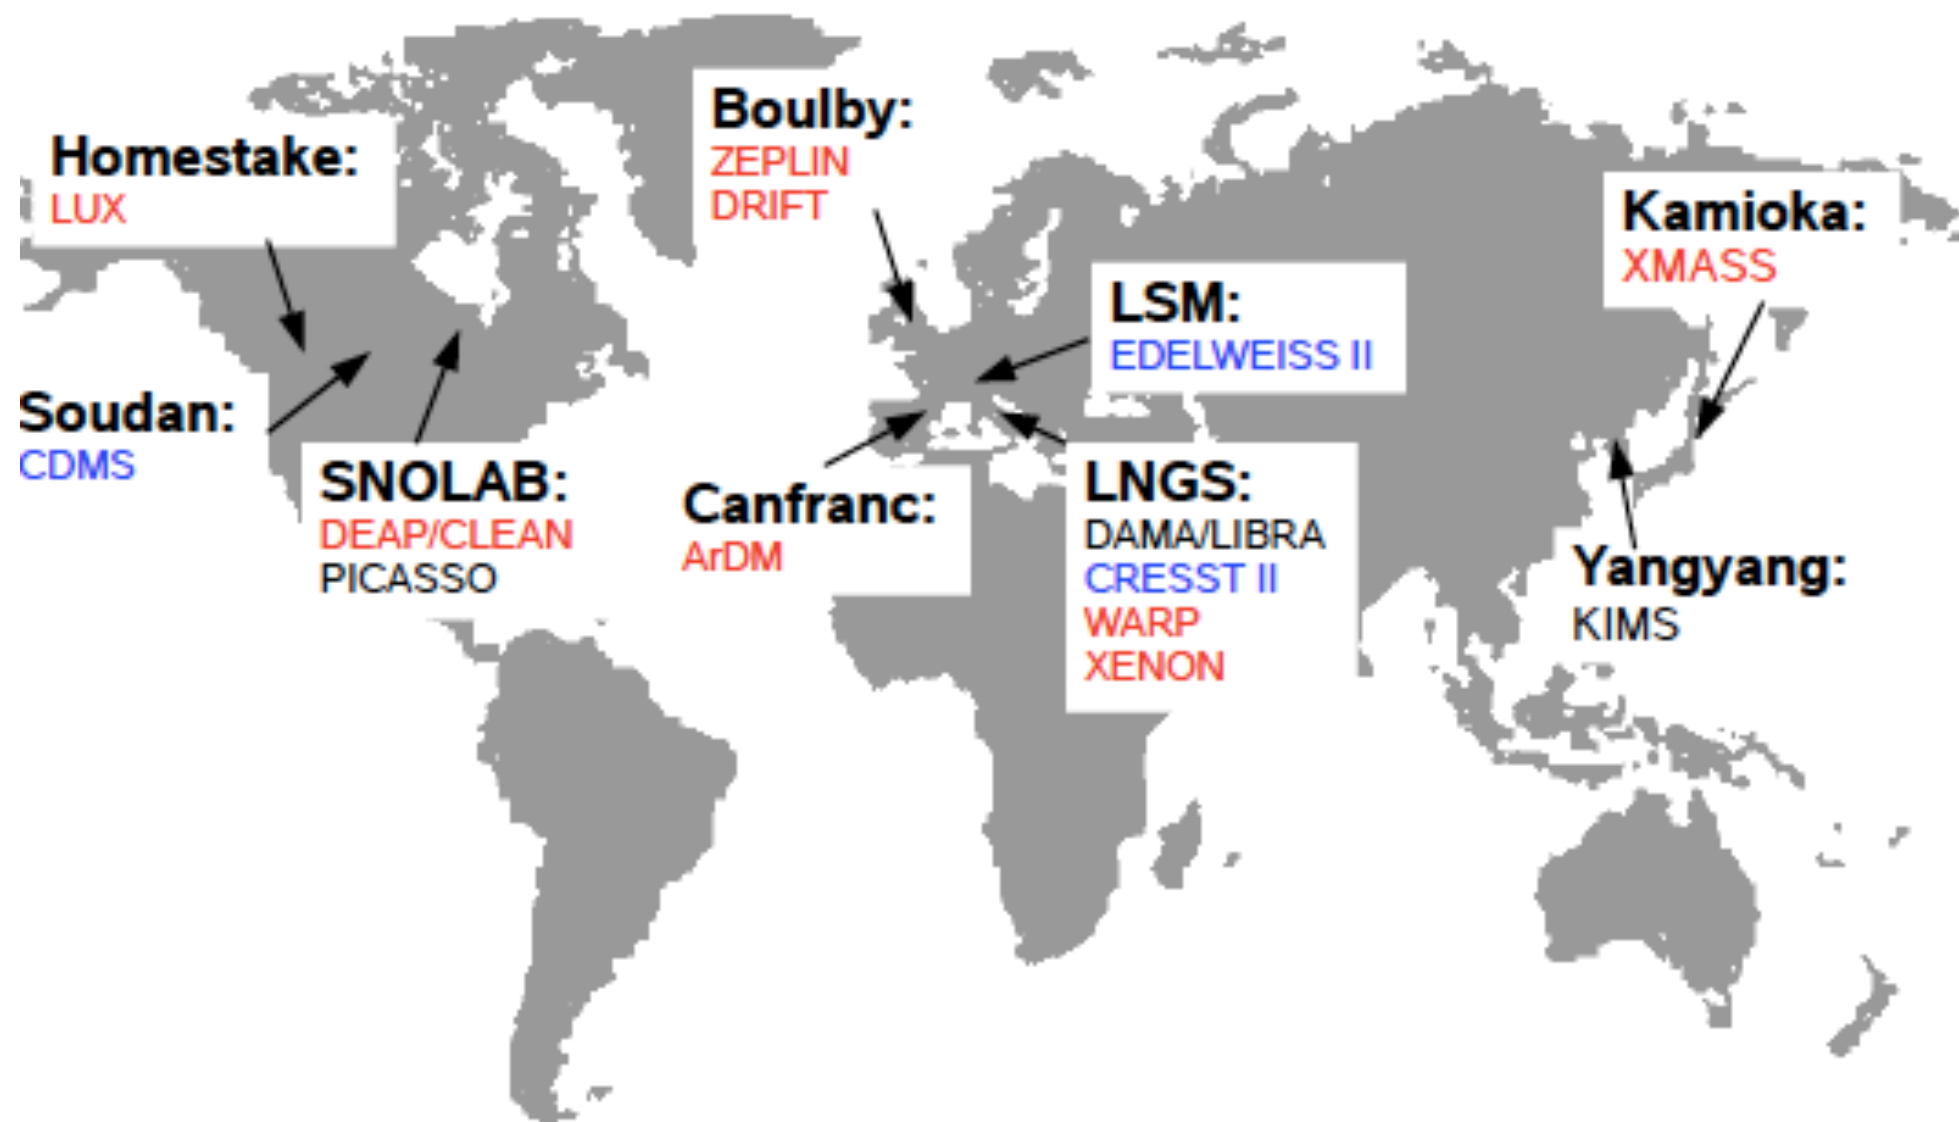 Homestake:
LUX
Boulby:
ZEPLIN
DRIFT
Kamioka:
XMASS
LSM:
EDELWEISS II
Soudan:
CDMS
SNOLAB:
DEAP/CLEAN
PICASSO
Canfranc:
ArDM
LNGS:
DAMA/LIBRA
CRESST II
WARP
XENON
Yangyang:
KIMS